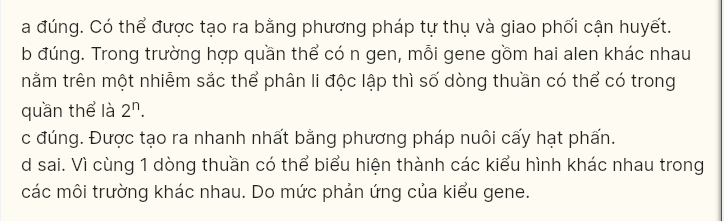 a đúng. Có thể được tạo ra bằng phương pháp tự thụ và giao phối cận huyết.
b đúng. Trong trường hợp quần thể có n gen, mỗi gene gồm hai alen khác nhau
nằm trên một nhiễm sắc thể phân li độc lập thì số dòng thuần có thể có trong
quần thể là 2ⁿ.
c đúng. Được tạo ra nhanh nhất bằng phương pháp nuôi cấy hạt phấn.
d sai. Vì cùng 1 dòng thuần có thể biểu hiện thành các kiểu hình khác nhau trong
các môi trường khác nhau. Do mức phản ứng của kiểu gene.